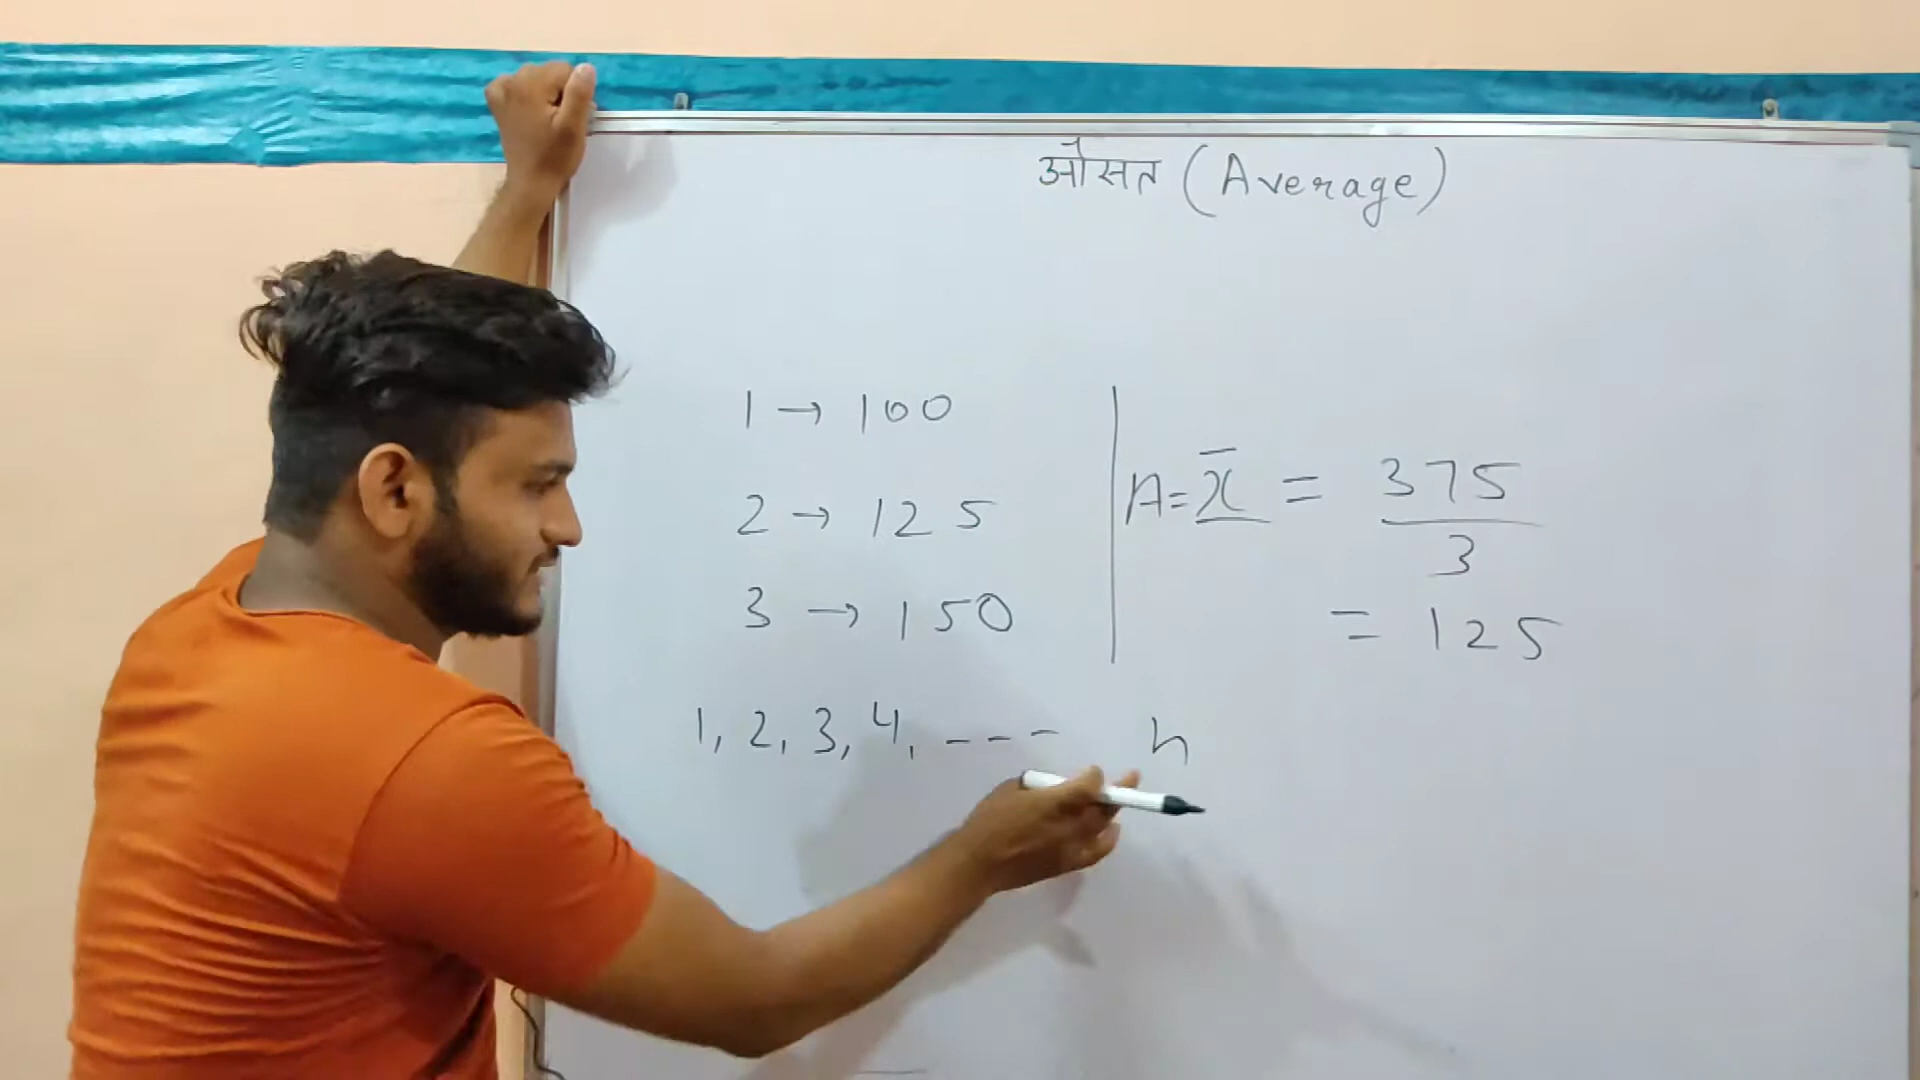 औसत (Average)
1 → 100
2 → 125
3 → 150
A = x̄ = 375/3
= 125
1, 2, 3, 4, --- n